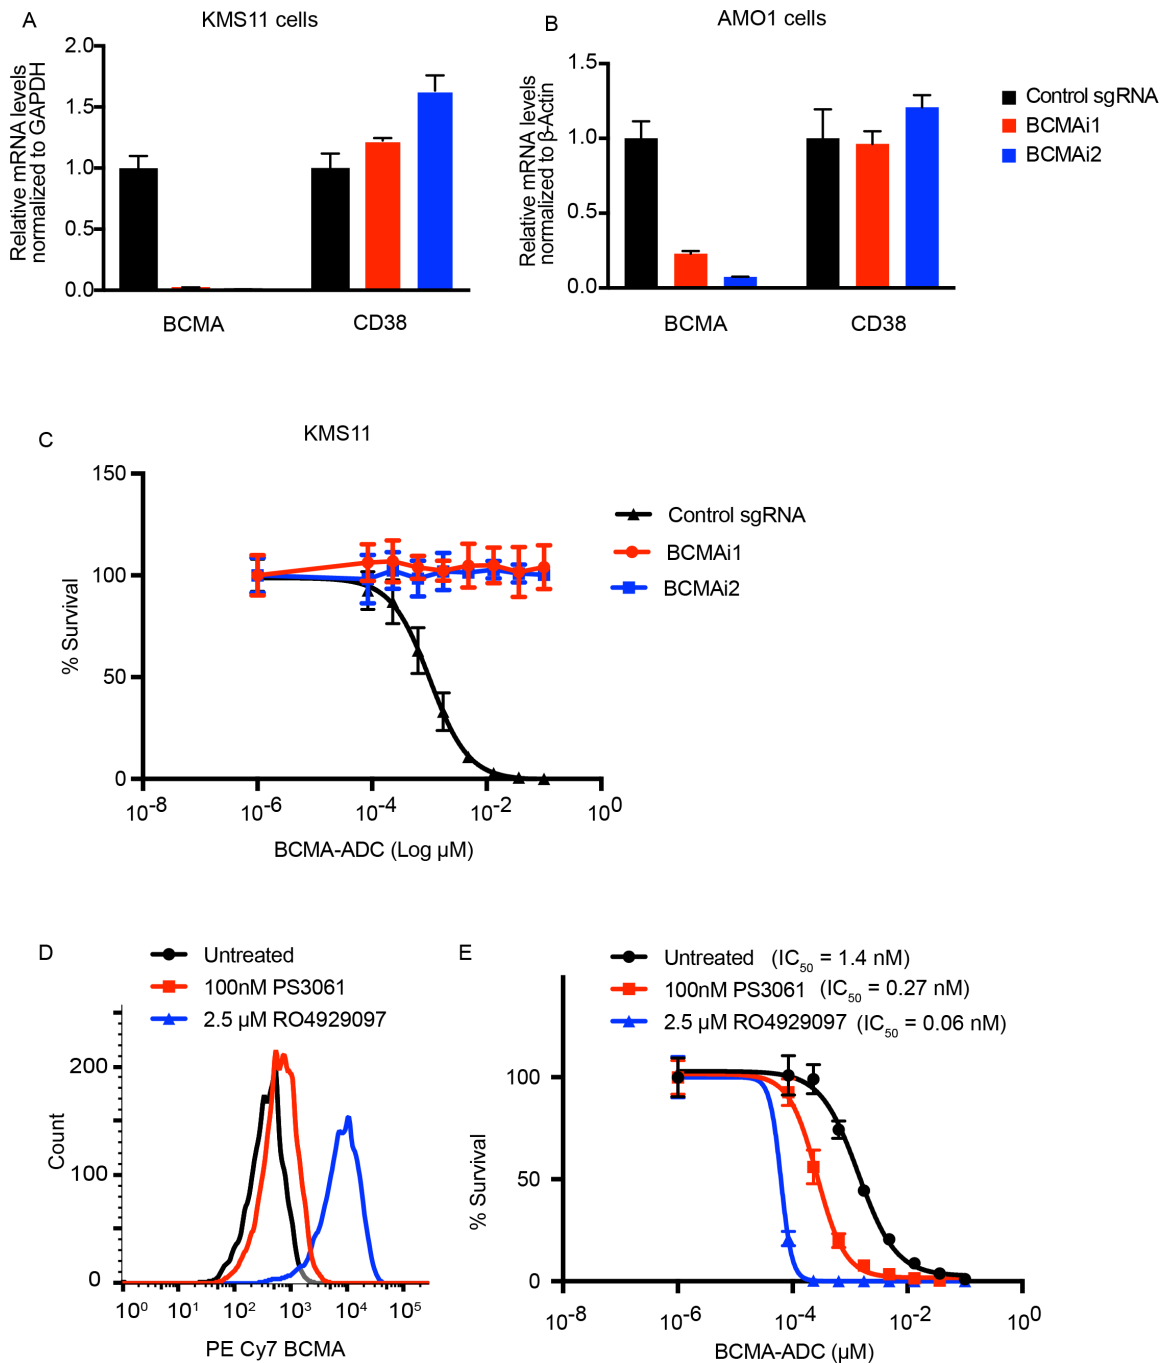 A
KMS11 cells
Relative mRNA levels
normalized to GAPDH
2.0
1.5
1.0
0.5
0.0
BCMA
CD38
B
AMO1 cells
Relative mRNA levels
normalized to β-Actin
1.5
1.0
0.5
0.0
BCMA
CD38
Control sgRNA
BCMAi1
BCMAi2
C
KMS11
% Survival
150
100
50
0
10-8
10-6
10-4
10-2
100
BCMA-ADC (Log µM)
Control sgRNA
BCMAi1
BCMAi2
D
Untreated
100nM PS3061
2.5 µM RO4929097
Count
200
100
0
100
101
102
103
104
105
PE Cy7 BCMA
E
Untreated (IC50 = 1.4 nM)
100nM PS3061 (IC50 = 0.27 nM)
2.5 µM RO4929097 (IC50 = 0.06 nM)
% Survival
100
50
0
10-8
10-6
10-4
10-2
100
BCMA-ADC (µM)